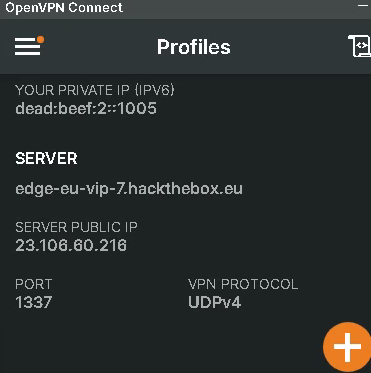 OpenVPN Connect
Profiles
YOUR PRIVATE IP (IPV6)
dead:beef:2::1005
SERVER
edge-eu-vip-7.hackthebox.eu
SERVER PUBLIC IP
23.106.60.216
PORT VPN PROTOCOL
1337 UDPv4